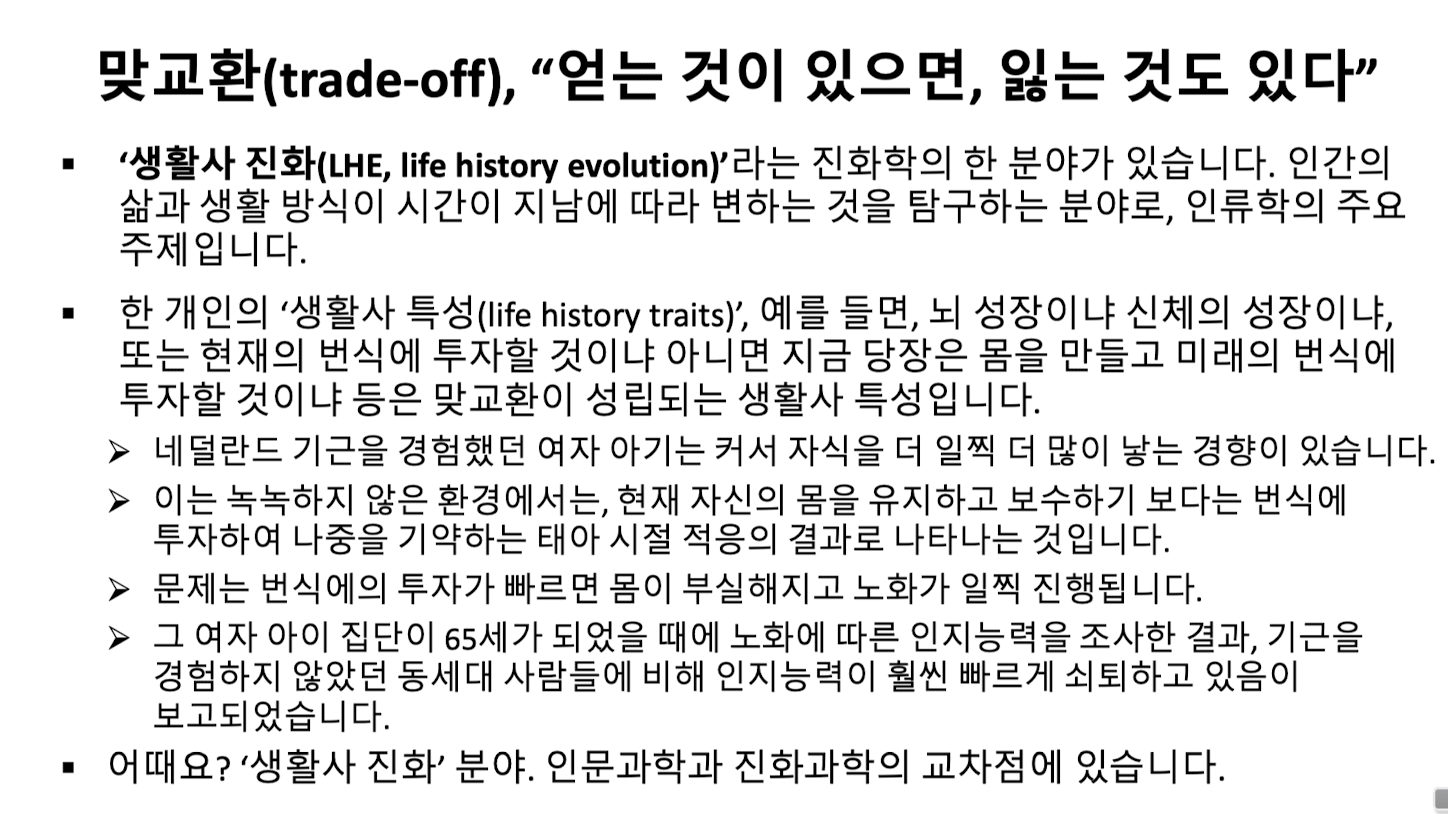 맞교환(trade-off), “얻는 것이 있으면, 잃는 것도 있다”
▪ ‘생활사 진화(LHE, life history evolution)’라는 진화학의 한 분야가 있습니다. 인간의
삶과 생활 방식이 시간이 지남에 따라 변하는 것을 탐구하는 분야로, 인류학의 주요
주제입니다.
▪ 한 개인의 ‘생활사 특성(life history traits)’, 예를 들면, 뇌 성장이냐 신체의 성장이냐,
또는 현재의 번식에 투자할 것이냐 아니면 지금 당장은 몸을 만들고 미래의 번식에
투자할 것이냐 등은 맞교환이 성립되는 생활사 특성입니다.
➢ 네덜란드 기근을 경험했던 여자 아기는 커서 자식을 더 일찍 더 많이 낳는 경향이 있습니다.
➢ 이는 녹녹하지 않은 환경에서는, 현재 자신의 몸을 유지하고 보수하기 보다는 번식에
투자하여 나중을 기약하는 태아 시절 적응의 결과로 나타나는 것입니다.
➢ 문제는 번식에의 투자가 빠르면 몸이 부실해지고 노화가 일찍 진행됩니다.
➢ 그 여자 아이 집단이 65세가 되었을 때에 노화에 따른 인지능력을 조사한 결과, 기근을
경험하지 않았던 동세대 사람들에 비해 인지능력이 훨씬 빠르게 쇠퇴하고 있음이
보고되었습니다.
▪ 어때요? ‘생활사 진화’ 분야. 인문과학과 진화과학의 교차점에 있습니다.